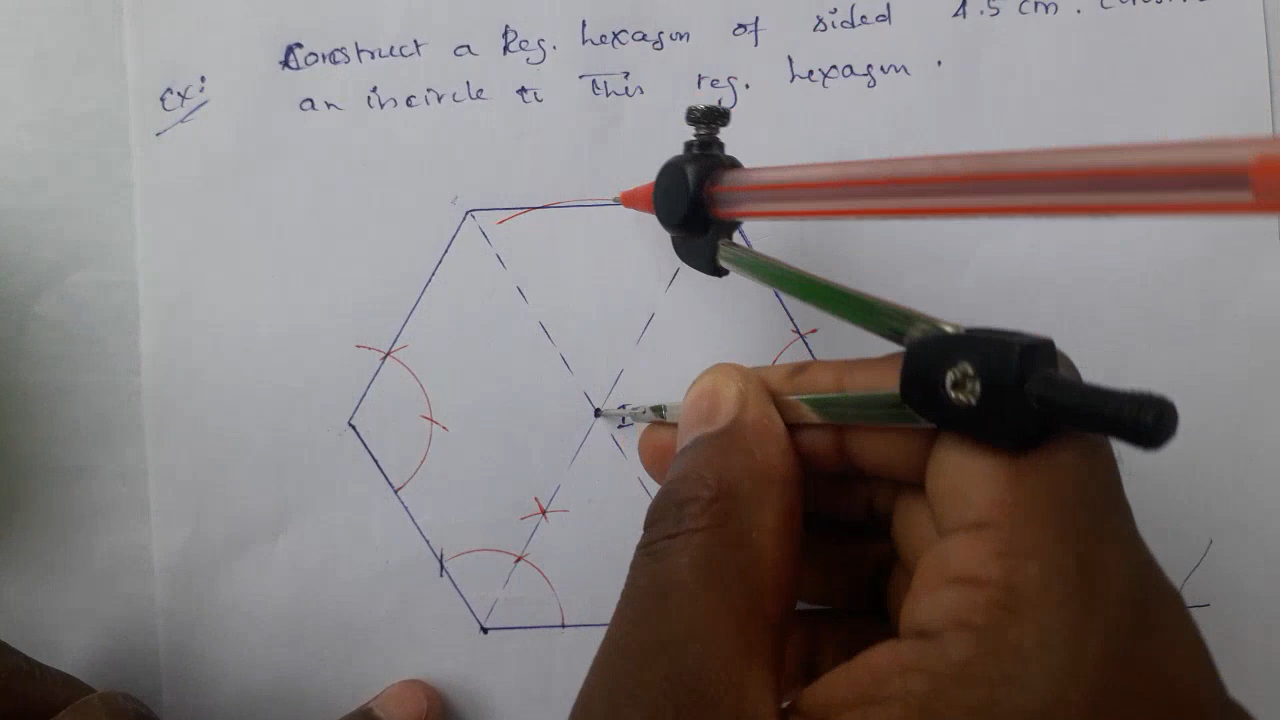 Construct a Reg. hexagon of sided 4.5 cm.
Ex: an incircle to This reg. hexagon.
I